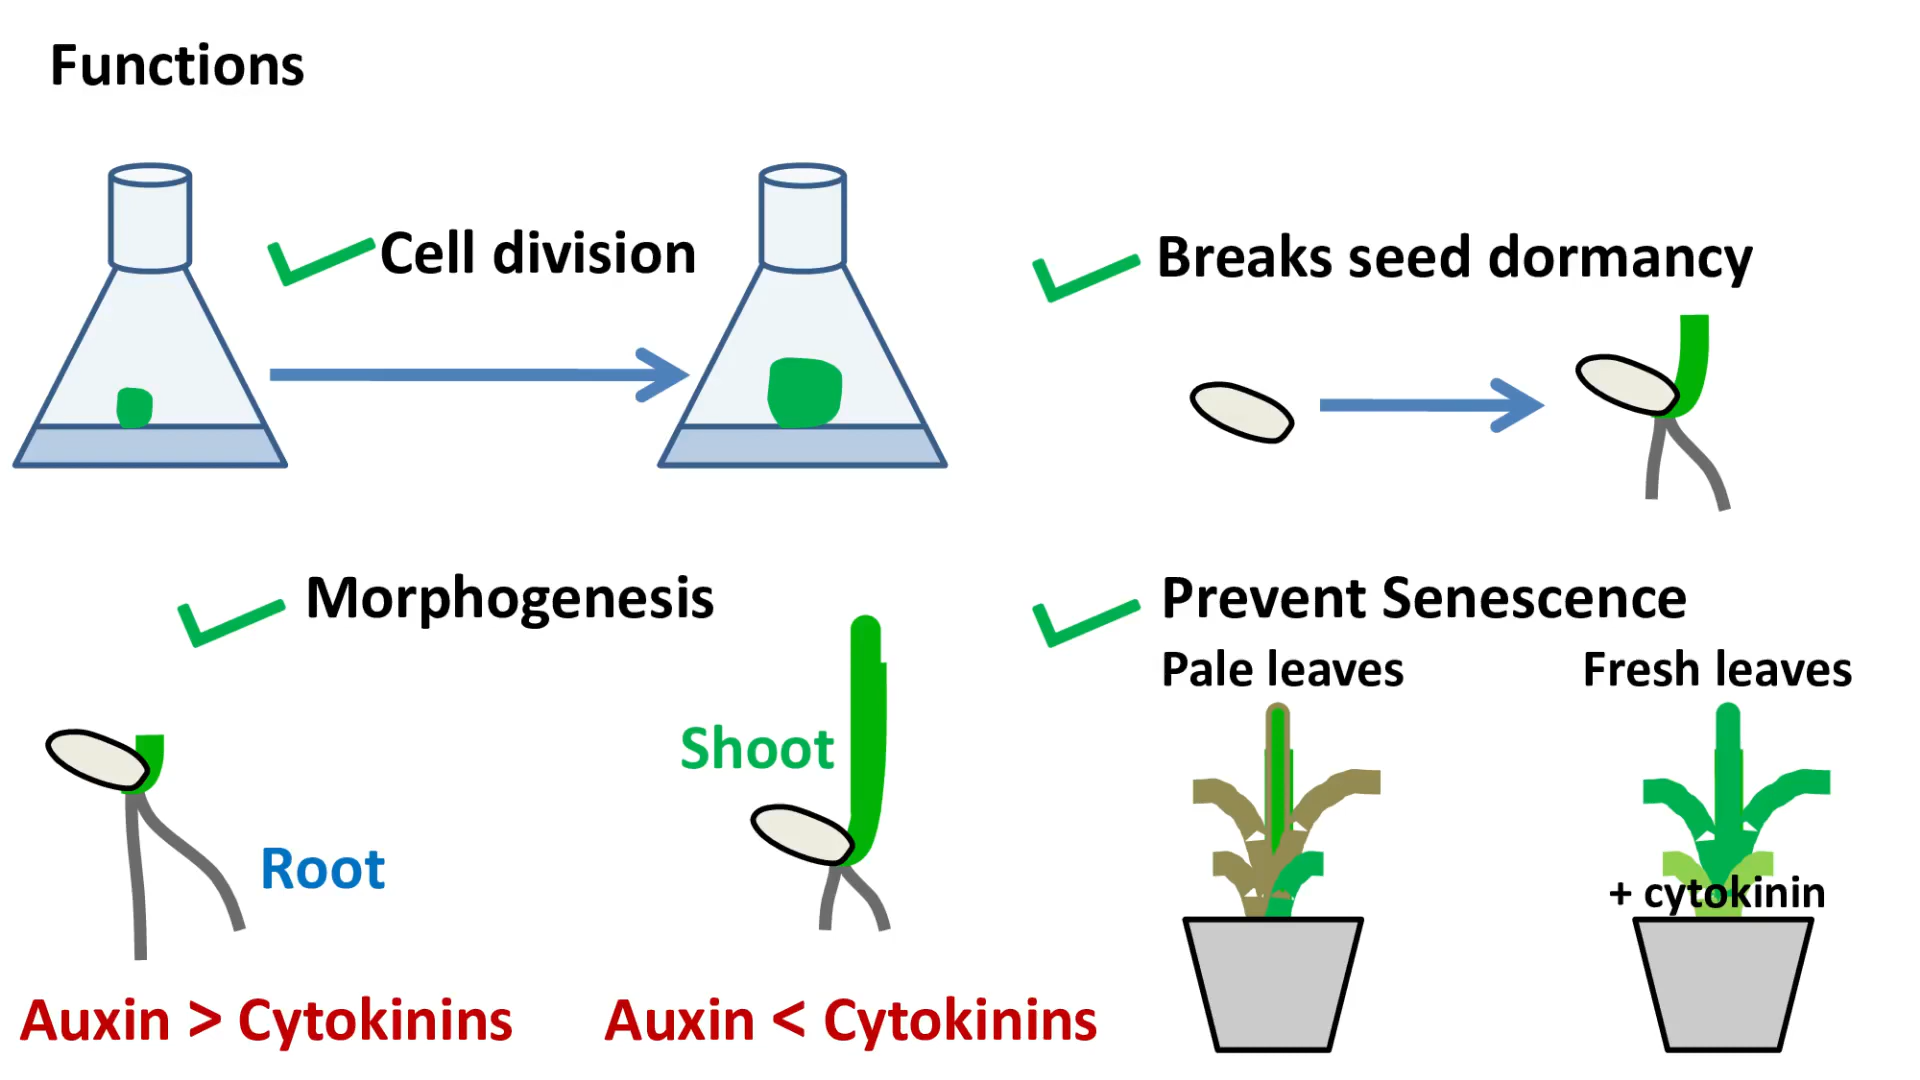 Functions
Cell division
Breaks seed dormancy
Morphogenesis
Prevent Senescence
Pale leaves
Fresh leaves
Shoot
Root
+ cytokinin
Auxin > Cytokinins
Auxin < Cytokinins